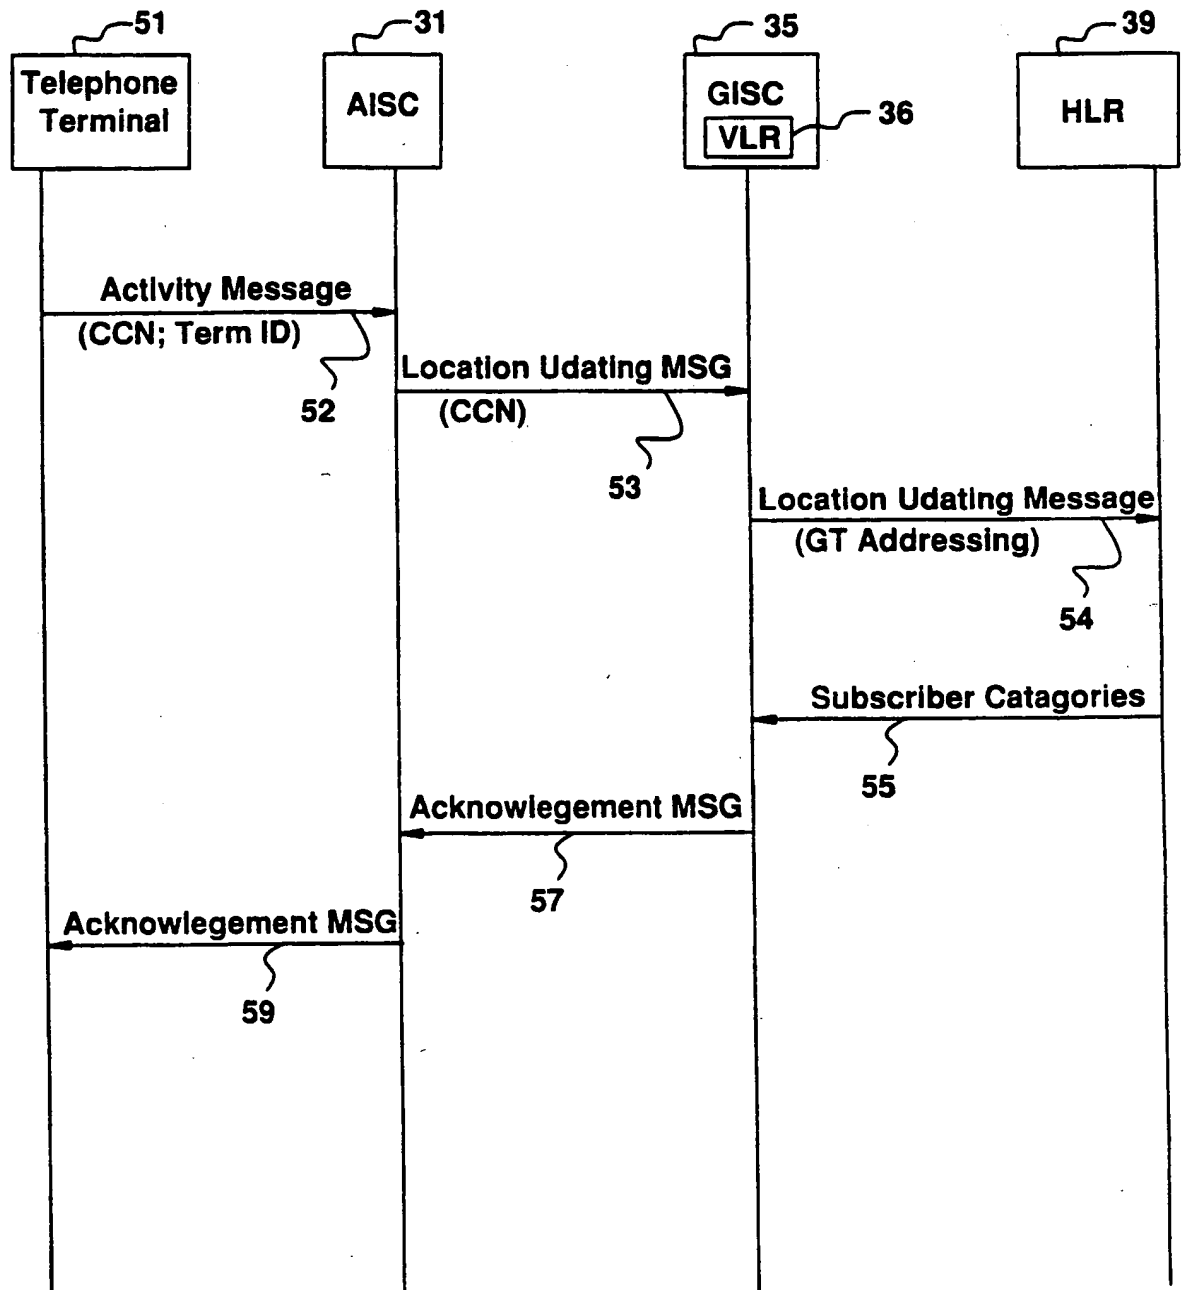 51
31
35
39
Telephone
Terminal
AISC
GISC
VLR
36
HLR
Activity Message
(CCN; Term ID)
52
Location Udating MSG
(CCN)
53
Location Udating Message
(GT Addressing)
54
Subscriber Catagories
55
Acknowlegement MSG
57
Acknowlegement MSG
59